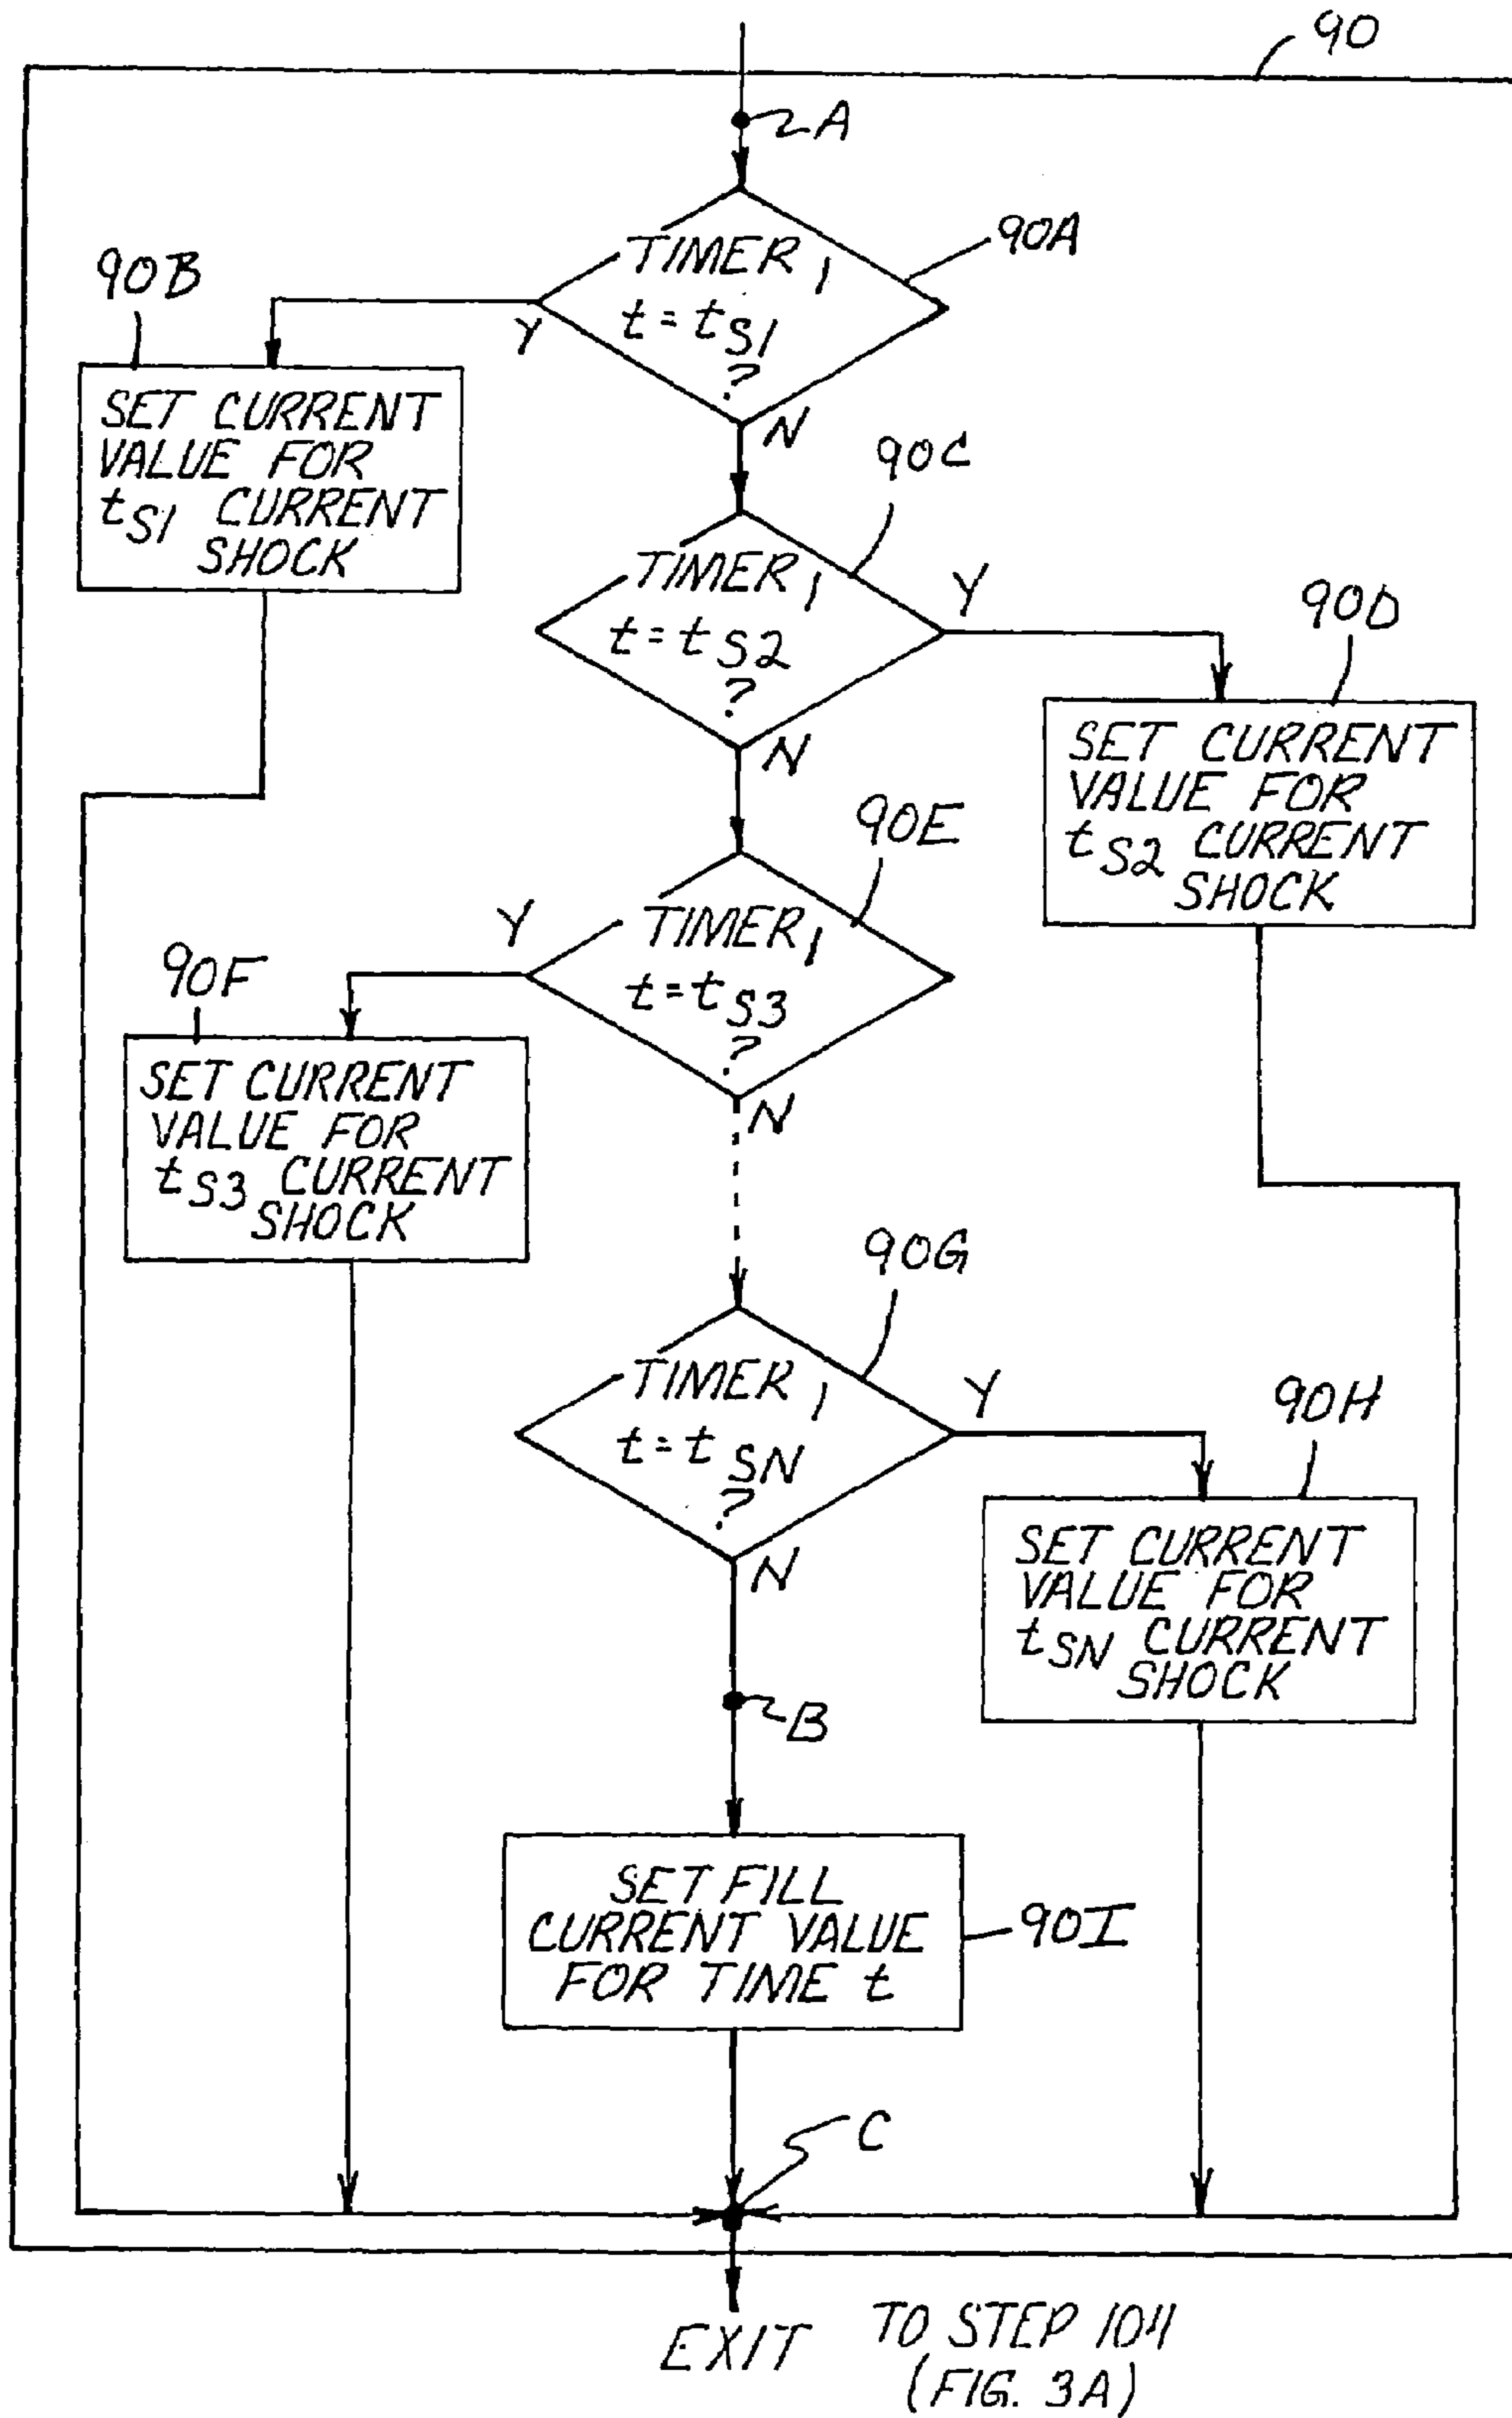 90
A
TIMER 1
t = tS1
?
90A
Y
N
90B
SET CURRENT
VALUE FOR
tS1 CURRENT
SHOCK
90C
TIMER 1
t = tS2
?
Y
N
90D
SET CURRENT
VALUE FOR
tS2 CURRENT
SHOCK
90E
TIMER 1
t = tS3
?
Y
N
90F
SET CURRENT
VALUE FOR
tS3 CURRENT
SHOCK
90G
TIMER 1
t = tSN
?
Y
N
90H
SET CURRENT
VALUE FOR
tSN CURRENT
SHOCK
B
SET FILL
CURRENT VALUE
FOR TIME t
90I
C
EXIT
TO STEP 104
(FIG. 3A)